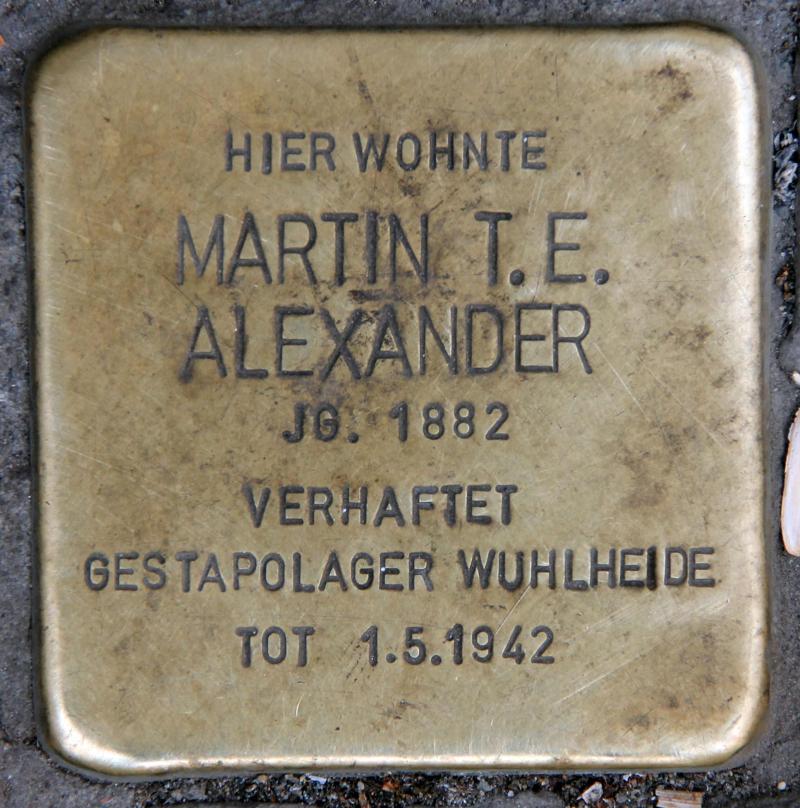 HIER WOHNTE
MARTIN T. E.
ALEXANDER
JG. 1882
VERHAFTET
GESTAPOLAGER WUHLHEIDE
TOT 1.5.1942